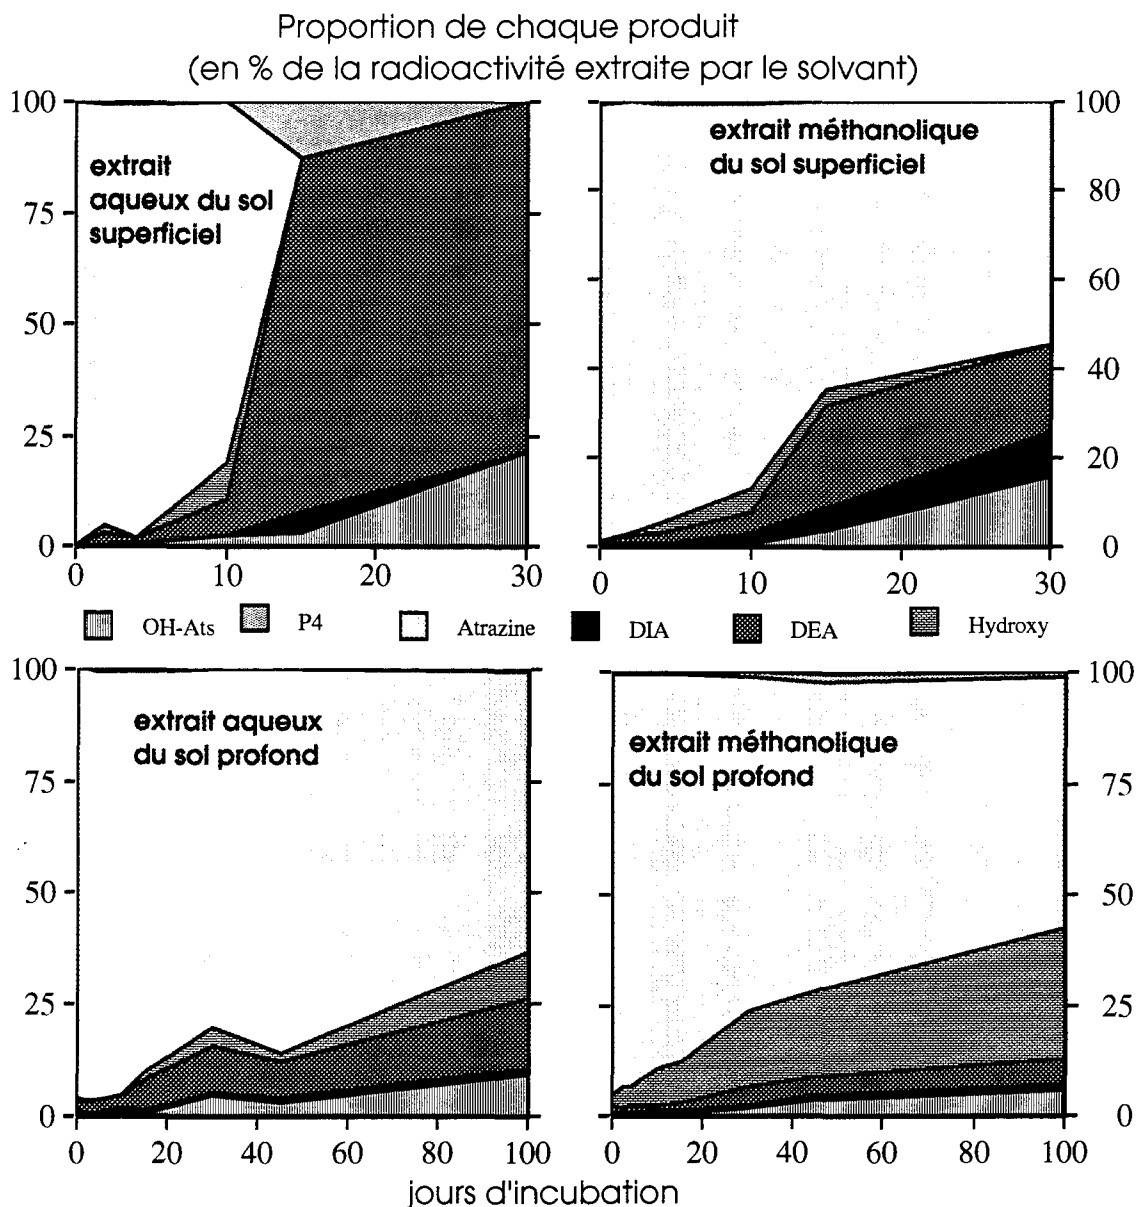 Proportion de chaque produit
(en % de la radioactivité extraite par le solvant)
100
75
50
25
0
extrait
aqueux du sol
superficiel
0 10 20 30
extrait méthanolique
du sol superficiel
100
80
60
40
20
0
0 10 20 30
OH-Ats P4 Atrazine DIA DEA Hydroxy
100
75
50
25
0
extrait aqueux
du sol profond
0 20 40 60 80 100
extrait méthanolique
du sol profond
100
75
50
25
0
0 20 40 60 80 100
jours d'incubation